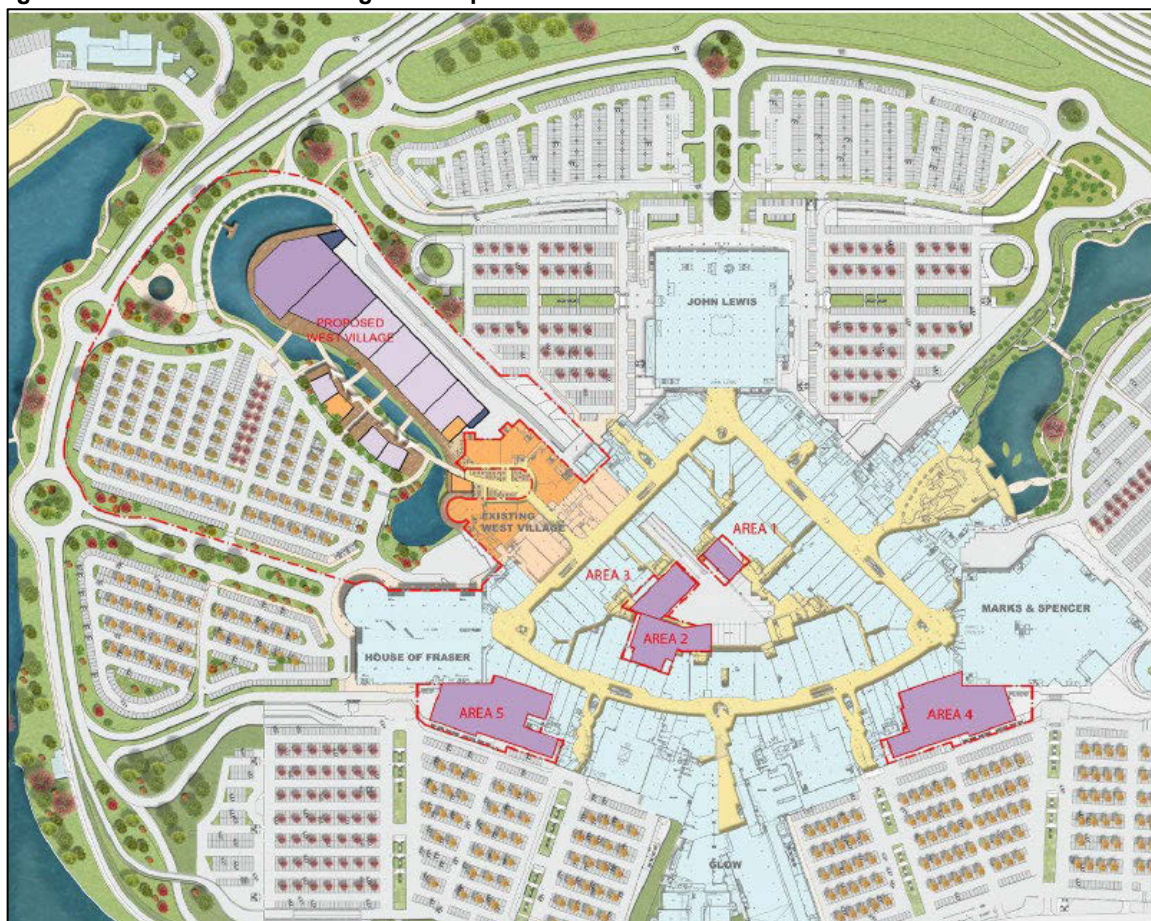 JOHN LEWIS
PROPOSED
WEST VILLAGE
EXISTING
WEST VILLAGE
AREA 1
AREA 3
AREA 2
MARKS & SPENCER
HOUSE OF FRASER
AREA 5
AREA 4
GLOW